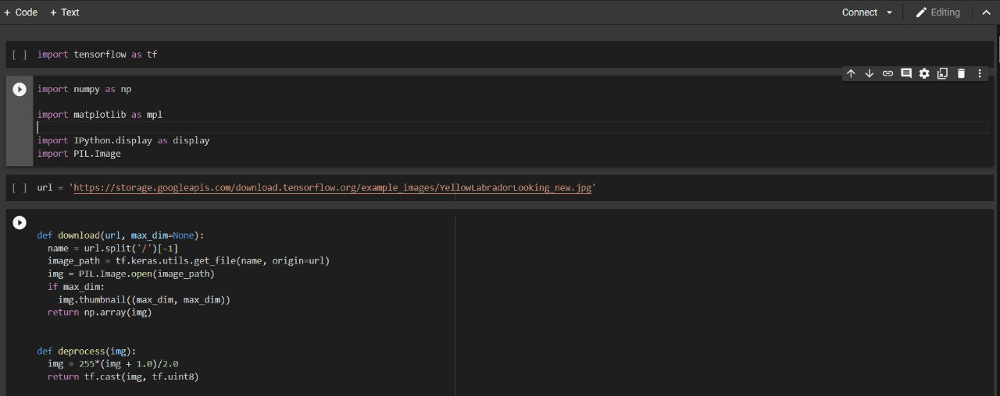 + Code + Text Connect Editing
[ ] import tensorflow as tf
import numpy as np
import matplotlib as mpl
import IPython.display as display
import PIL.Image
[ ] url = 'https://storage.googleapis.com/download.tensorflow.org/example_images/YellowLabradorLooking_new.jpg'
def download(url, max_dim=None):
name = url.split('/')[-1]
image_path = tf.keras.utils.get_file(name, origin=url)
img = PIL.Image.open(image_path)
if max_dim:
img.thumbnail((max_dim, max_dim))
return np.array(img)
def deprocess(img):
img = 255*(img + 1.0)/2.0
return tf.cast(img, tf.uint8)